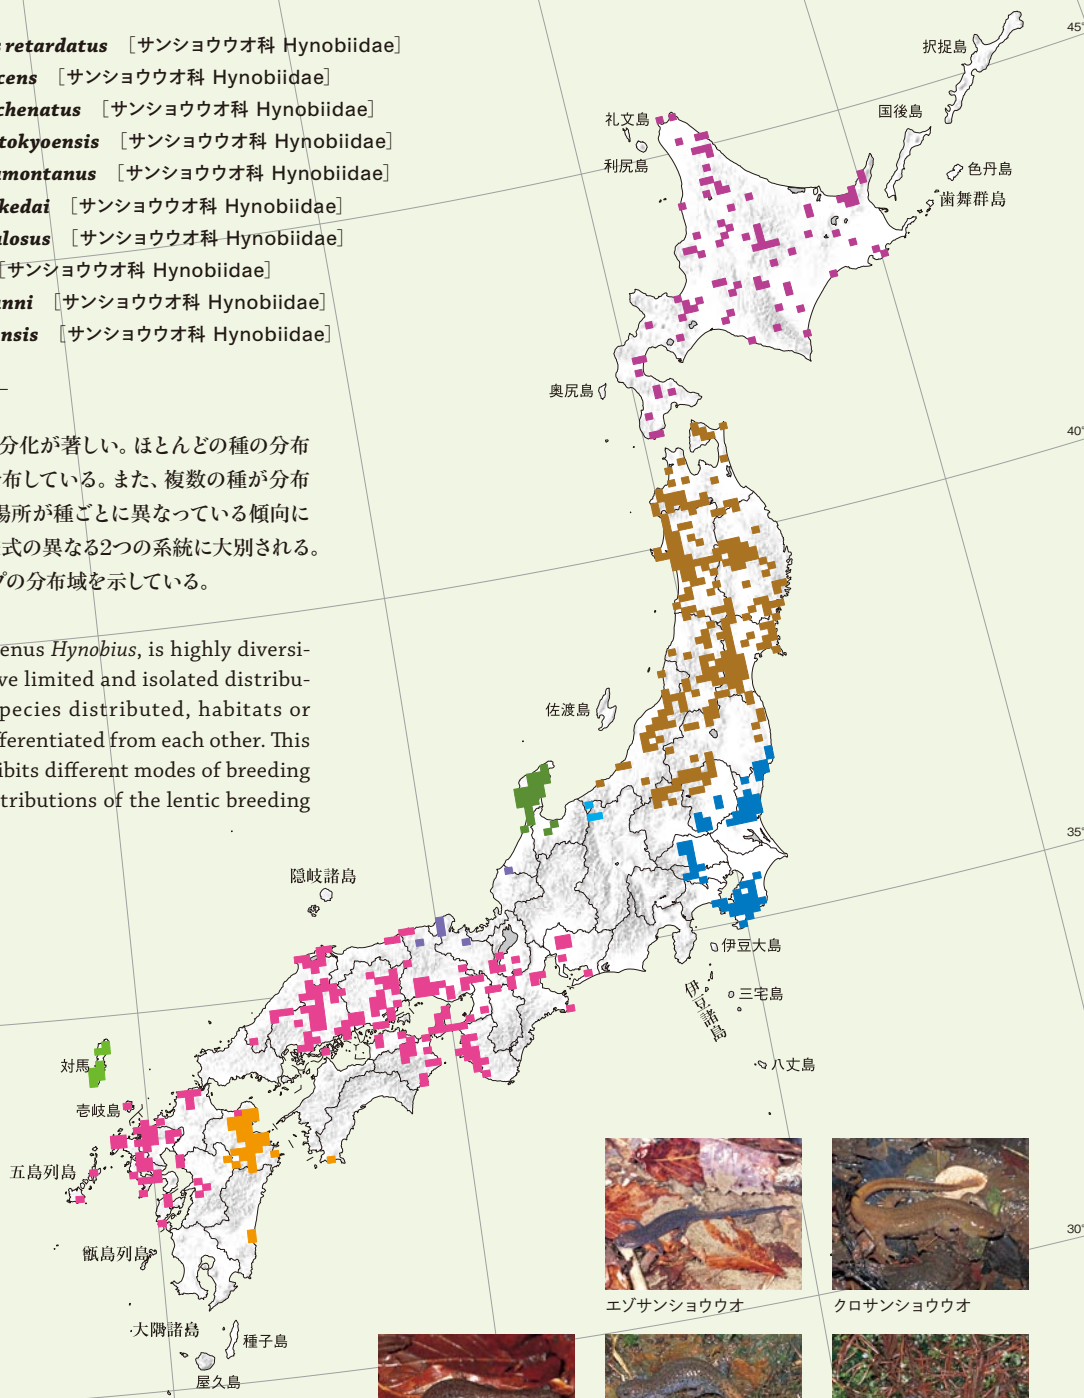 retardatus ［サンショウウオ科 Hynobiidae］
［サンショウウオ科 Hynobiidae］
［サンショウウオ科 Hynobiidae］
tokyoensis ［サンショウウオ科 Hynobiidae］
［サンショウウオ科 Hynobiidae］
［サンショウウオ科 Hynobiidae］
［サンショウウオ科 Hynobiidae］
［サンショウウオ科 Hynobiidae］
［サンショウウオ科 Hynobiidae］
［サンショウウオ科 Hynobiidae］
分化が著しい。ほとんどの種の分布
布している。また、複数の種が分布
場所が種ごとに異なっている傾向に
式の異なる2つの系統に大別される。
プの分布域を示している。
enus Hynobius, is highly diversi-
ve limited and isolated distribu-
pecies distributed, habitats or
fferentiated from each other. This
ibits different modes of breeding
tributions of the lentic breeding
択捉島
45°
国後島
礼文島
利尻島
色丹島
歯舞群島
奥尻島
40°
佐渡島
35°
隠岐諸島
伊豆大島
伊豆諸島
三宅島
対馬
八丈島
壱岐島
五島列島
30°
甑島列島
大隅諸島
種子島
屋久島
エゾサンショウウオ
クロサンショウウオ